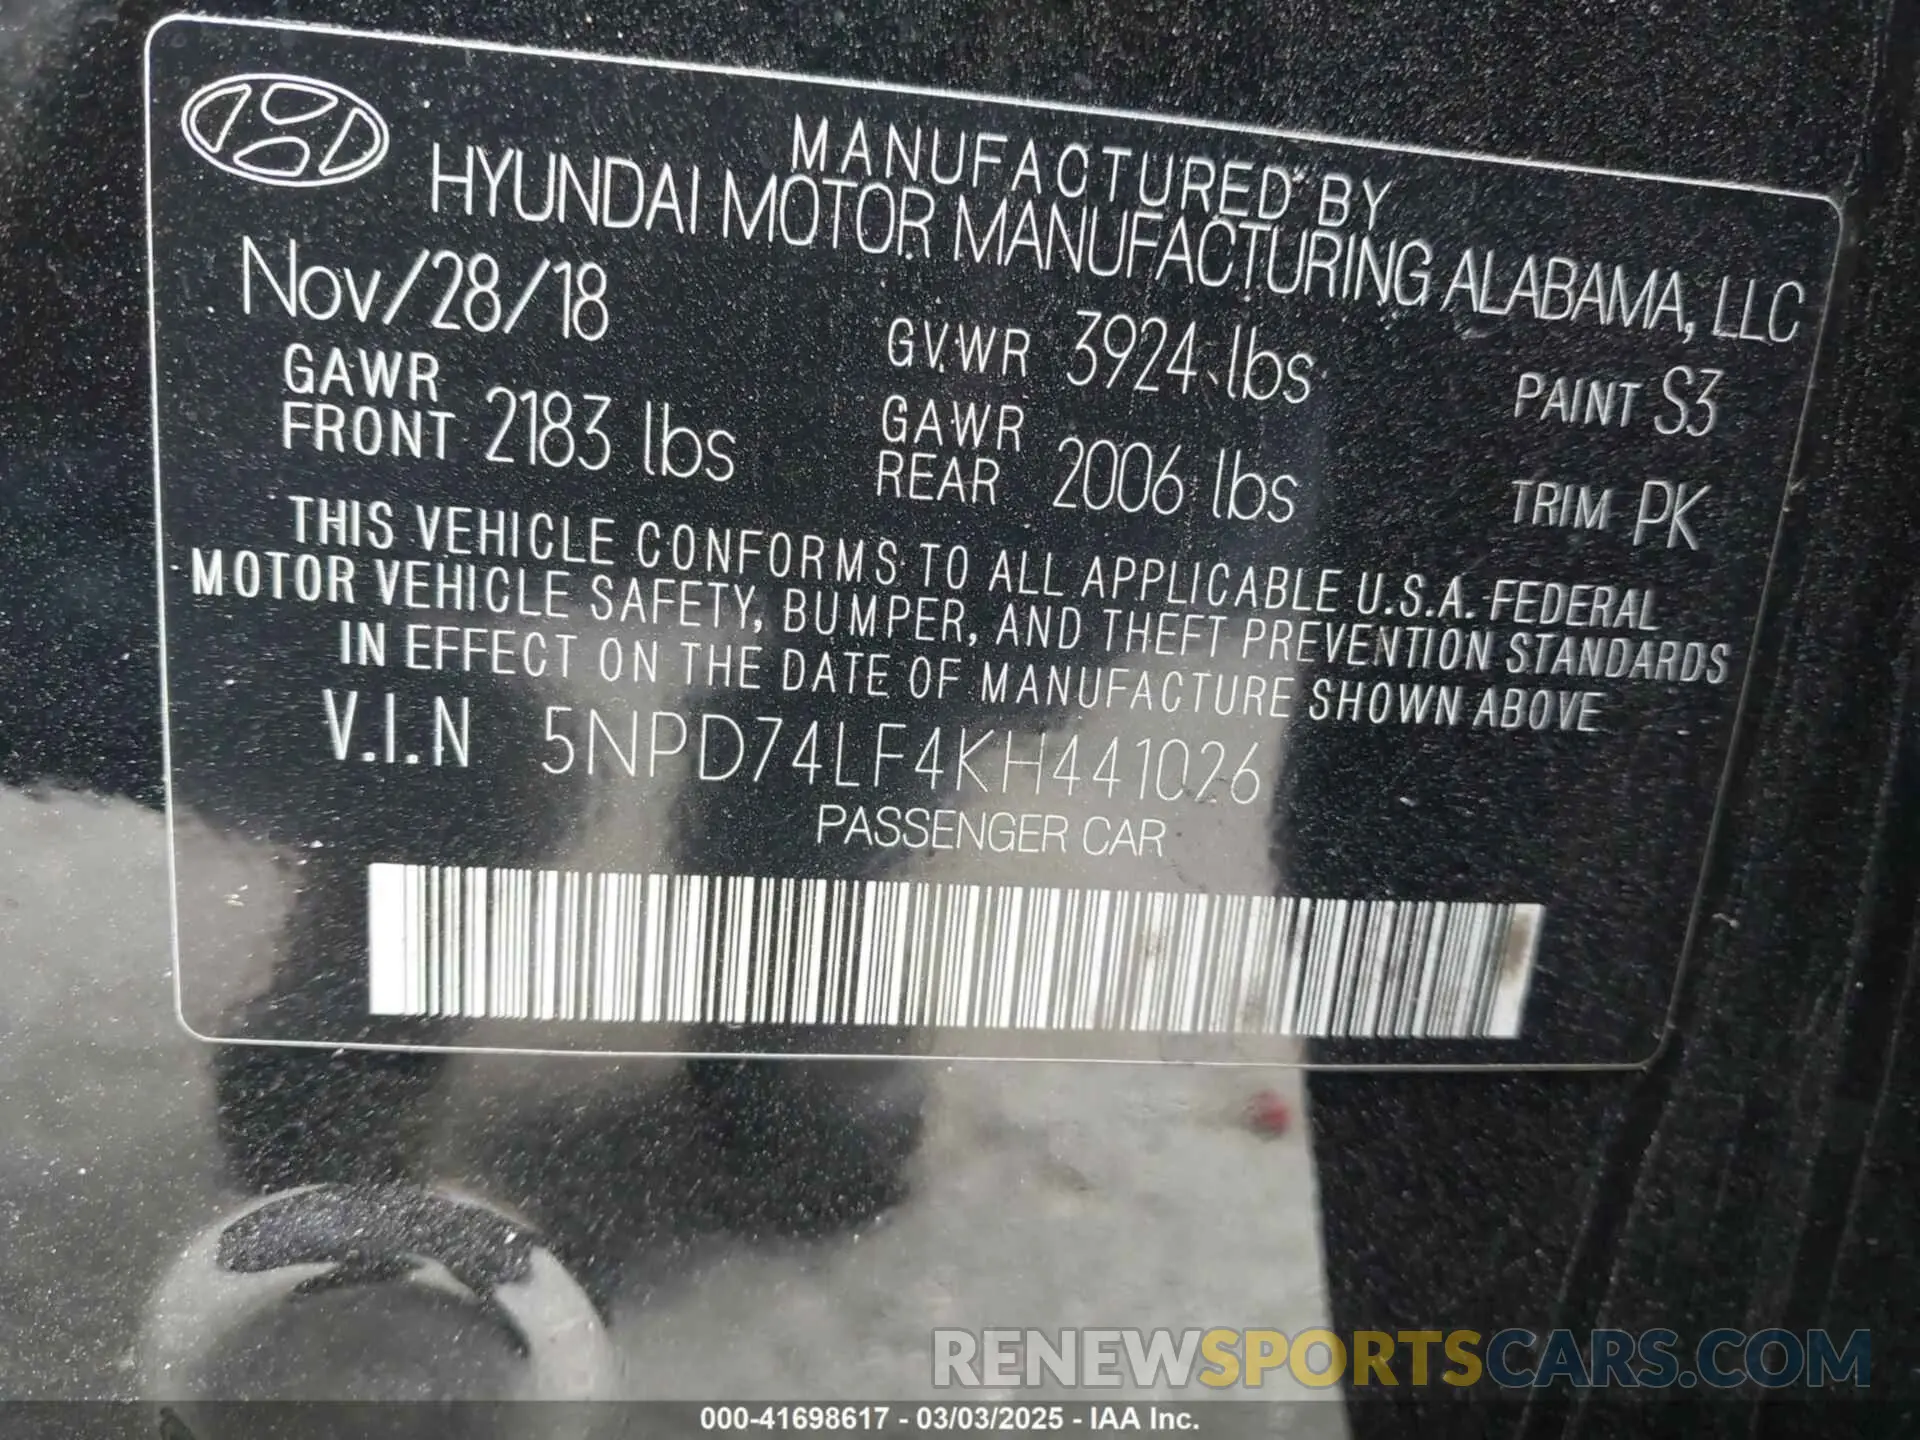 MANUFACTURED BY
HYUNDAI MOTOR MANUFACTURING ALABAMA, LLC
Nov/28/18 GVWR 3924 lbs PAINT S3
GAWR FRONT 2183 lbs GAWR REAR 2006 lbs TRIM PK
THIS VEHICLE CONFORMS TO ALL APPLICABLE U.S.A. FEDERAL
MOTOR VEHICLE SAFETY, BUMPER, AND THEFT PREVENTION STANDARDS
IN EFFECT ON THE DATE OF MANUFACTURE SHOWN ABOVE
V.I.N 5NPD74LF4KH441026
PASSENGER CAR
RENEWSPORTSCARS.COM
000-41698617 - 03/03/2025 - IAA Inc.